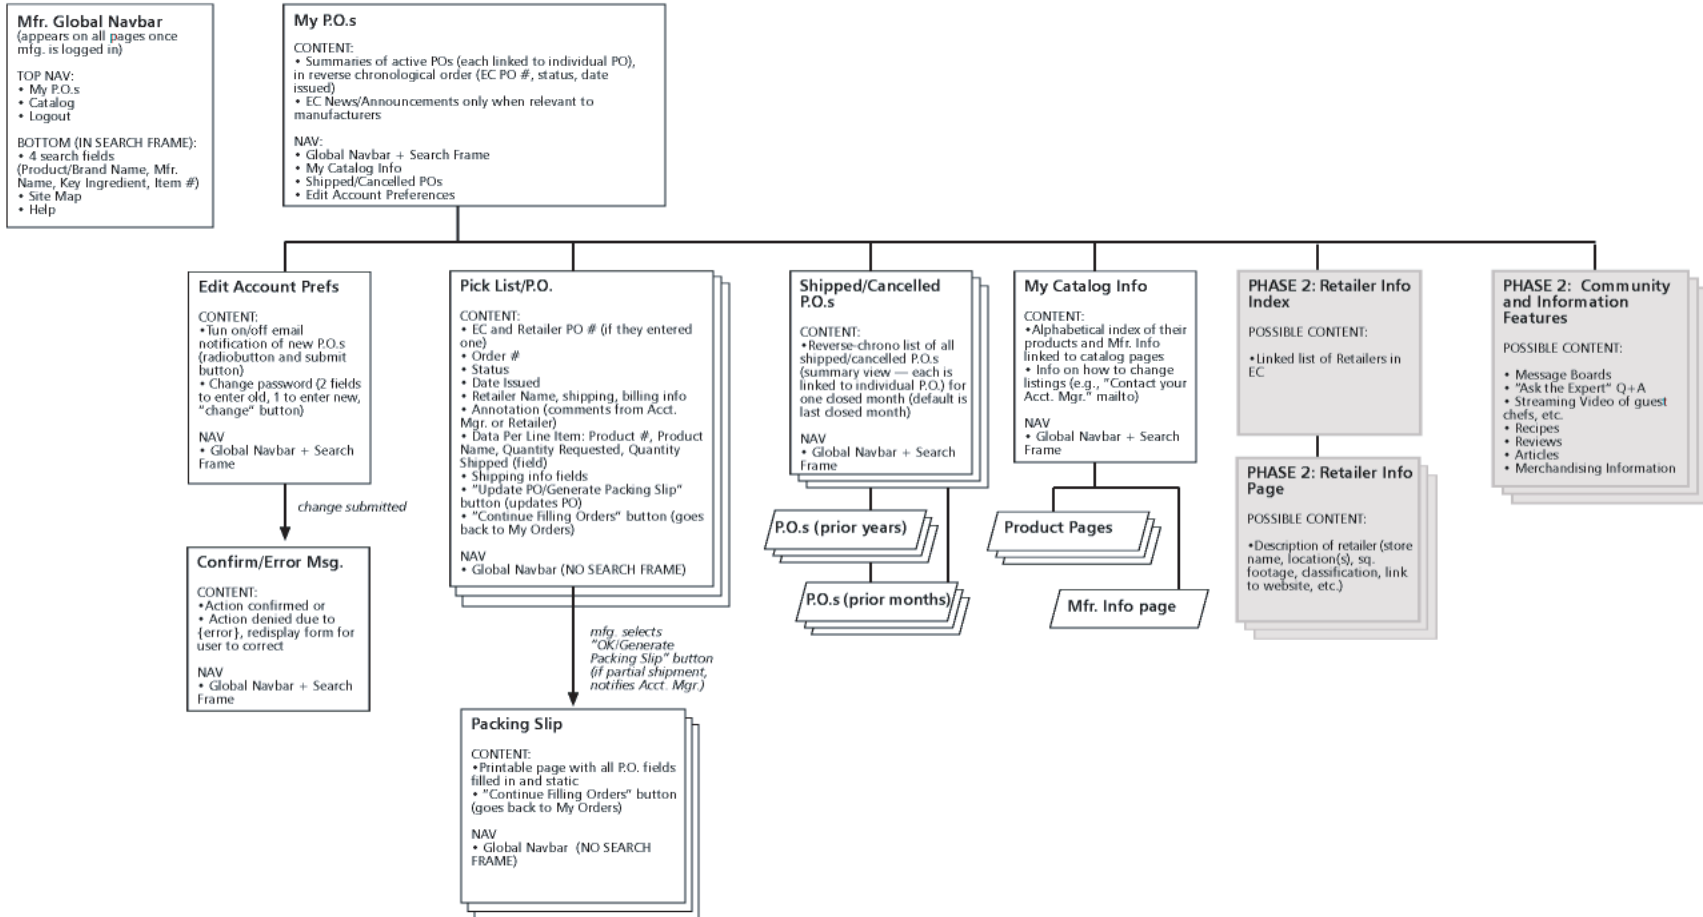 Mfr. Global Navbar
(appears on all pages once
mfg. is logged in)
TOP NAV:
• My P.O.s
• Catalog
• Logout
BOTTOM (IN SEARCH FRAME):
• 4 search fields
(Product/Brand Name, Mfr.
Name, Key Ingredient, Item #)
• Site Map
• Help
My P.O.s
CONTENT:
• Summaries of active POs (each linked to individual PO),
in reverse chronological order (EC PO #, status, date
issued)
• EC News/Announcements only when relevant to
manufacturers
NAV:
• Global Navbar + Search Frame
• My Catalog Info
• Shipped/Cancelled POs
• Edit Account Preferences
Edit Account Prefs
CONTENT:
•Tun on/off email
notification of new P.O.s
(radiobutton and submit
button)
• Change password (2 fields
to enter old, 1 to enter new,
"change" button)
NAV
• Global Navbar + Search
Frame
change submitted
Confirm/Error Msg.
CONTENT:
•Action confirmed or
• Action denied due to
{error}, redisplay form for
user to correct
NAV
• Global Navbar + Search
Frame
Pick List/P.O.
CONTENT:
• EC and Retailer PO # (if they entered
one)
• Order #
• Status
• Date Issued
• Retailer Name, shipping, billing info
• Annotation (comments from Acct.
Mgr. or Retailer)
• Data Per Line Item: Product #, Product
Name, Quantity Requested, Quantity
Shipped (field)
• Shipping info fields
• "Update PO/Generate Packing Slip"
button (updates PO)
• "Continue Filling Orders" button (goes
back to My Orders)
NAV
• Global Navbar (NO SEARCH FRAME)
mfg. selects
"OK/Generate
Packing Slip" button
(if partial shipment,
notifies Acct. Mgr.)
Packing Slip
CONTENT:
•Printable page with all P.O. fields
filled in and static
• "Continue Filling Orders" button
(goes back to My Orders)
NAV
• Global Navbar (NO SEARCH
FRAME)
Shipped/Cancelled
P.O.s
CONTENT:
•Reverse-chrono list of all
shipped/cancelled P.O.s
(summary view — each is
linked to individual P.O.) for
one closed month (default is
last closed month)
NAV
• Global Navbar + Search
Frame
P.O.s (prior years)
P.O.s (prior months)
My Catalog Info
CONTENT:
•Alphabetical index of their
products and Mfr. Info
linked to catalog pages
• Info on how to change
listings (e.g., "Contact your
Acct. Mgr." mailto)
NAV
• Global Navbar + Search
Frame
Product Pages
Mfr. Info page
PHASE 2: Retailer Info
Index
POSSIBLE CONTENT:
•Linked list of Retailers in
EC
PHASE 2: Retailer Info
Page
POSSIBLE CONTENT:
•Description of retailer (store
name, location(s), sq.
footage, classification, link
to website, etc.)
PHASE 2: Community
and Information
Features
POSSIBLE CONTENT:
• Message Boards
• "Ask the Expert" Q+A
• Streaming Video of guest
chefs, etc.
• Recipes
• Reviews
• Articles
• Merchandising Information